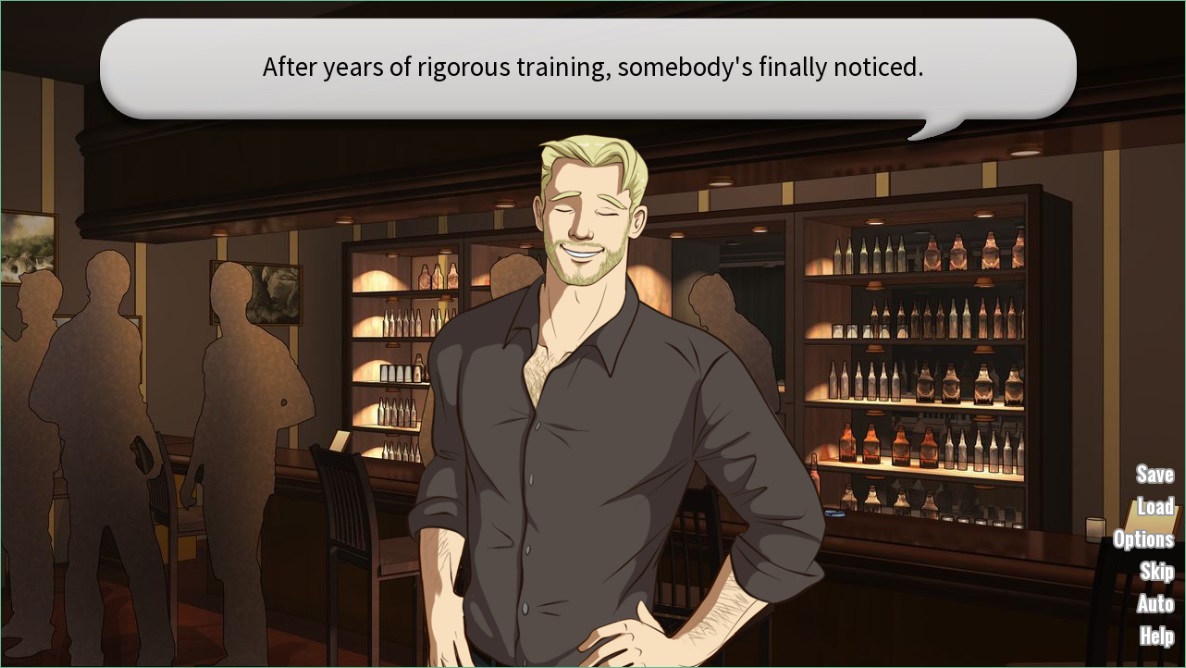 After years of rigorous training, somebody's finally noticed.
Save
Load
Options
Skip
Auto
Help